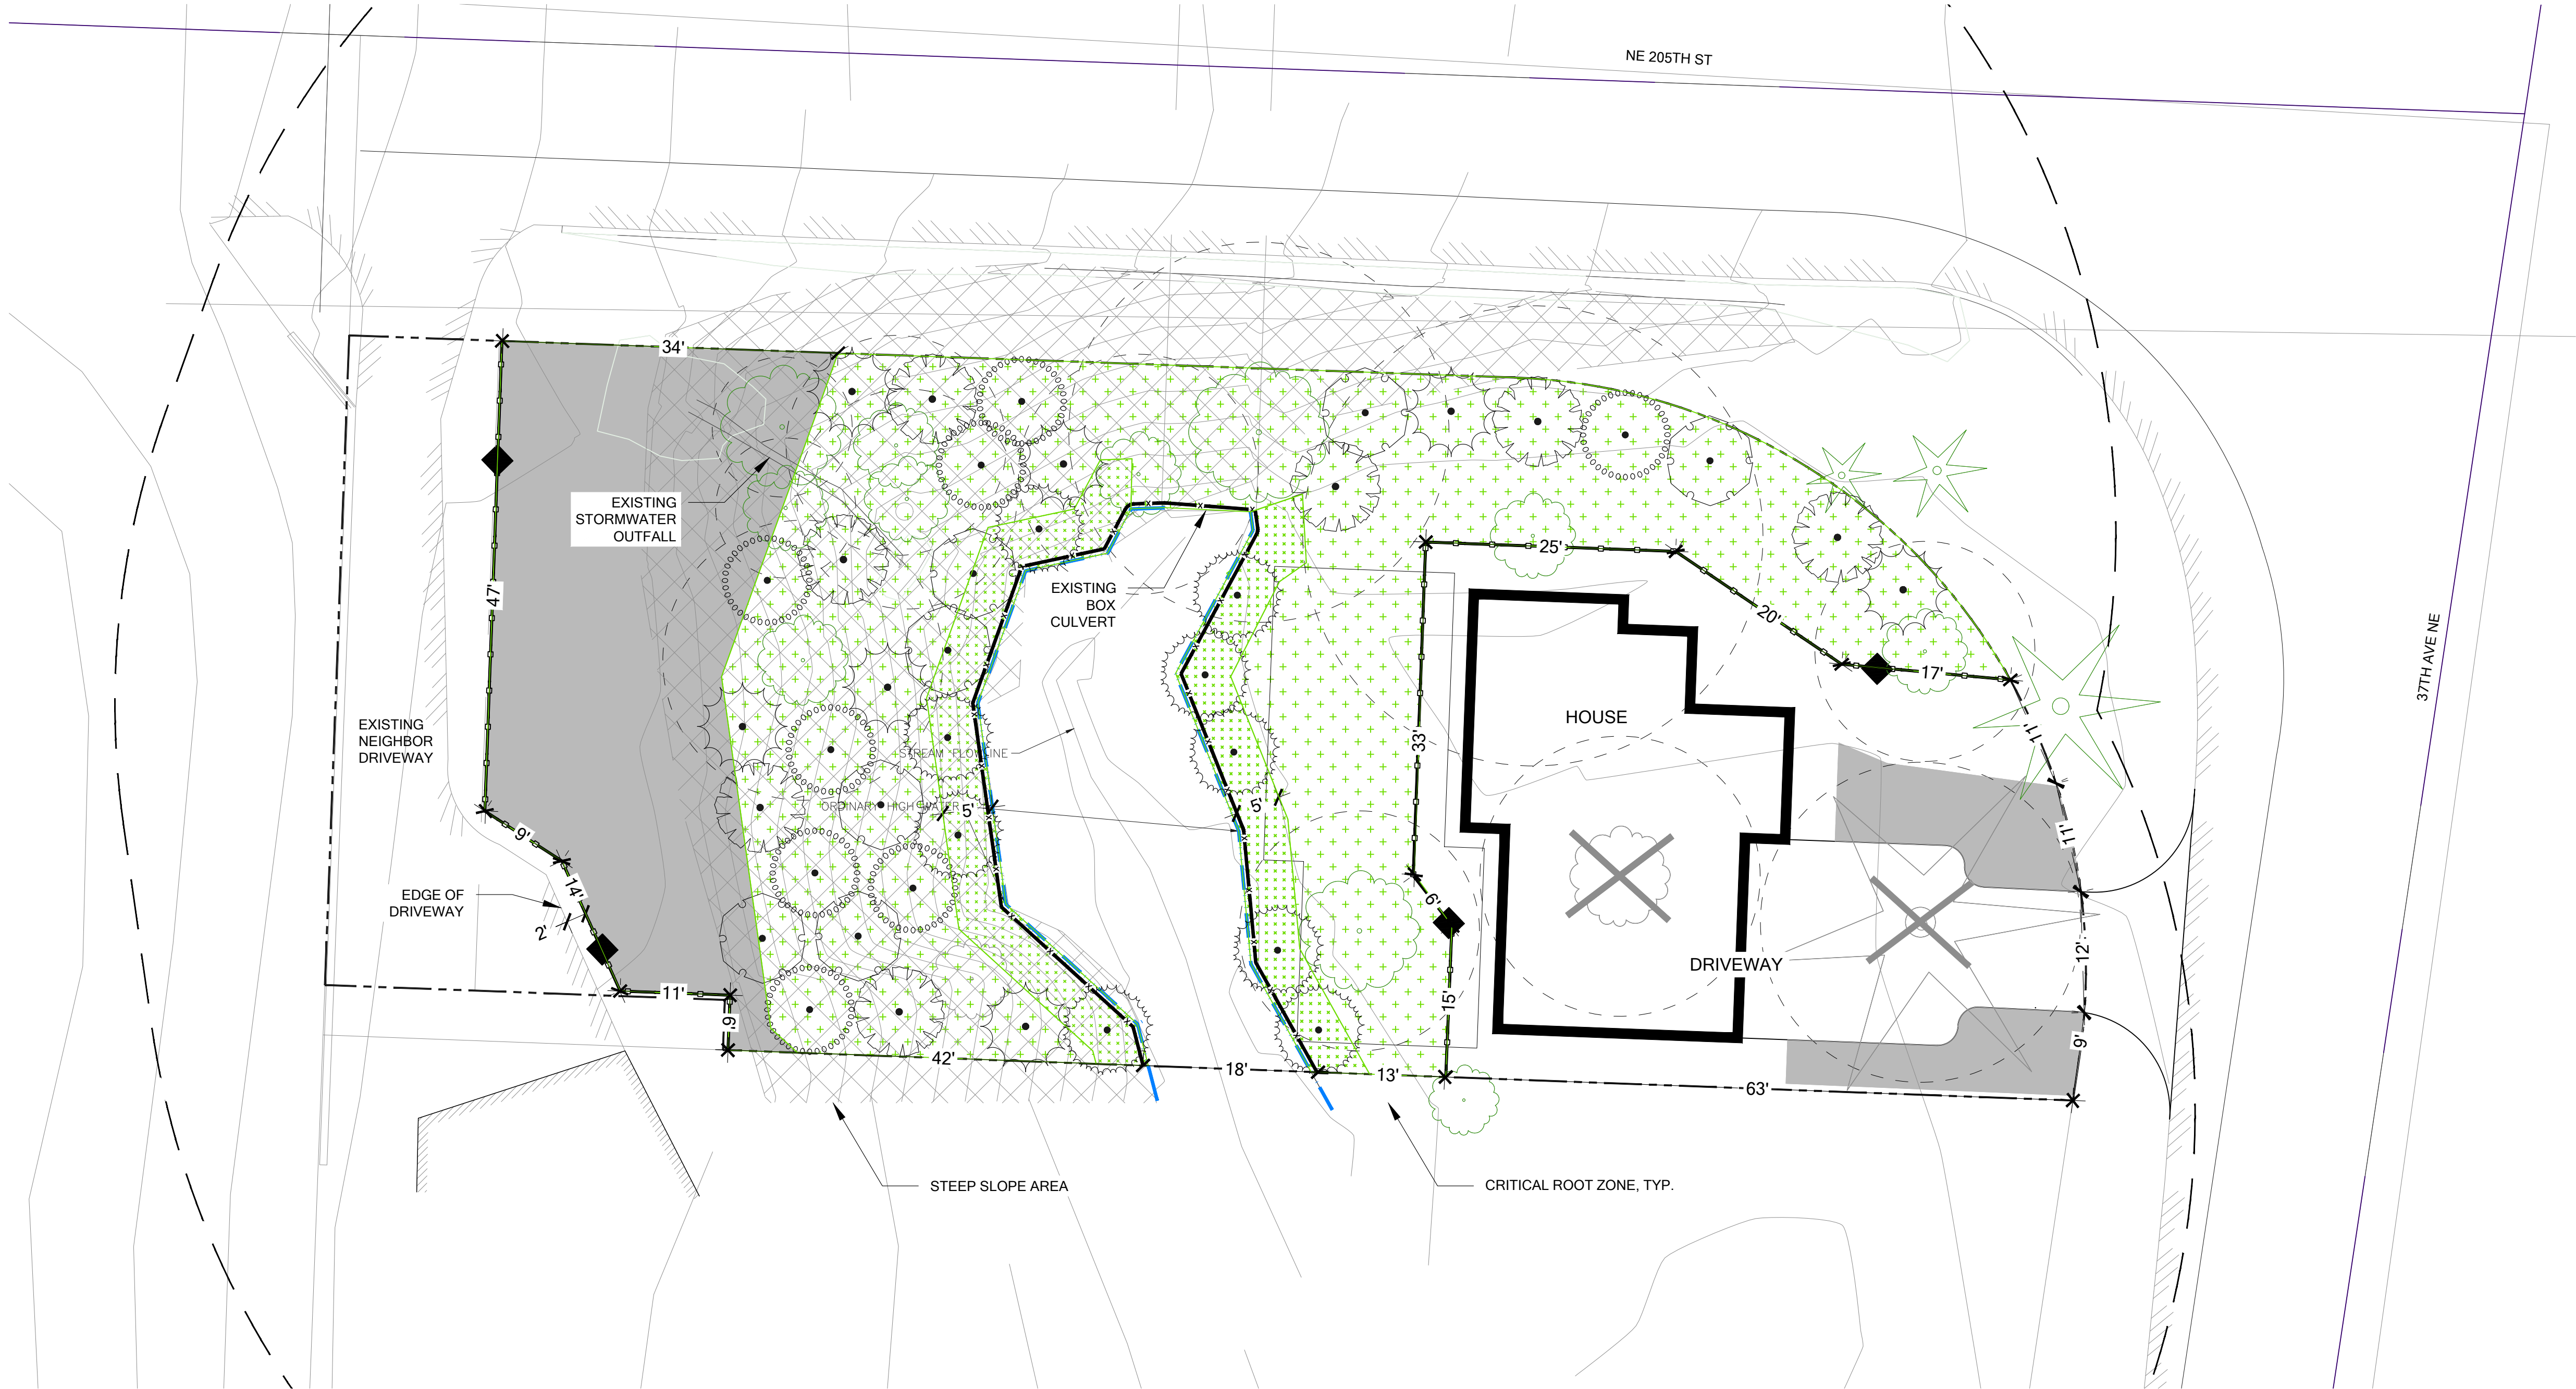 NE 205TH ST
34'
EXISTING
STORMWATER
OUTFALL
25'
EXISTING
BOX
CULVERT
47'
20'
17'
37TH AVE NE
HOUSE
EXISTING
NEIGHBOR
DRIVEWAY
33'
11'
STREAM FLOWLINE
ORDINARY HIGH WATER
5'
5'
9'
11'
EDGE OF
DRIVEWAY
14'
6'
2'
12'
DRIVEWAY
11'
15'
6'
9'
42'
18'
13'
63'
STEEP SLOPE AREA
CRITICAL ROOT ZONE, TYP.